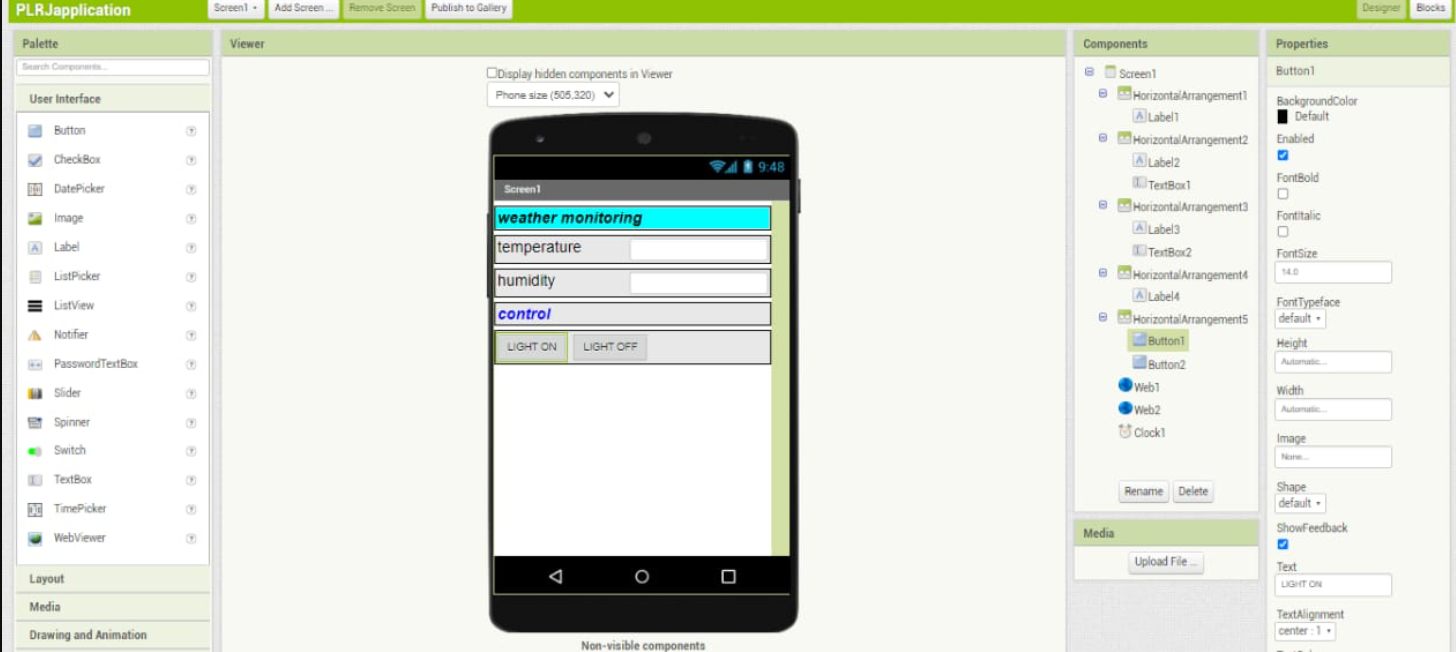 PLRJapplication
Screen1
Add Screen ...
Remove Screen
Publish to Gallery
Designer
Blocks
Palette
Search Components...
User Interface
Button
CheckBox
DatePicker
Image
Label
ListPicker
ListView
Notifier
PasswordTextBox
Slider
Spinner
Switch
TextBox
TimePicker
WebViewer
Layout
Media
Drawing and Animation
Viewer
Display hidden components in Viewer
Phone size (505,320)
9:48
Screen1
weather monitoring
temperature
humidity
control
LIGHT ON
LIGHT OFF
Non-visible components
Components
Screen1
HorizontalArrangement1
Label1
HorizontalArrangement2
Label2
TextBox1
HorizontalArrangement3
Label3
TextBox2
HorizontalArrangement4
Label4
HorizontalArrangement5
Button1
Button2
Web1
Web2
Clock1
Rename
Delete
Media
Upload File ...
Properties
Button1
BackgroundColor
Default
Enabled
FontBold
FontItalic
FontSize
14.0
FontTypeface
default
Height
Automatic...
Width
Automatic...
Image
None...
Shape
default
ShowFeedback
Text
LIGHT ON
TextAlignment
center : 1